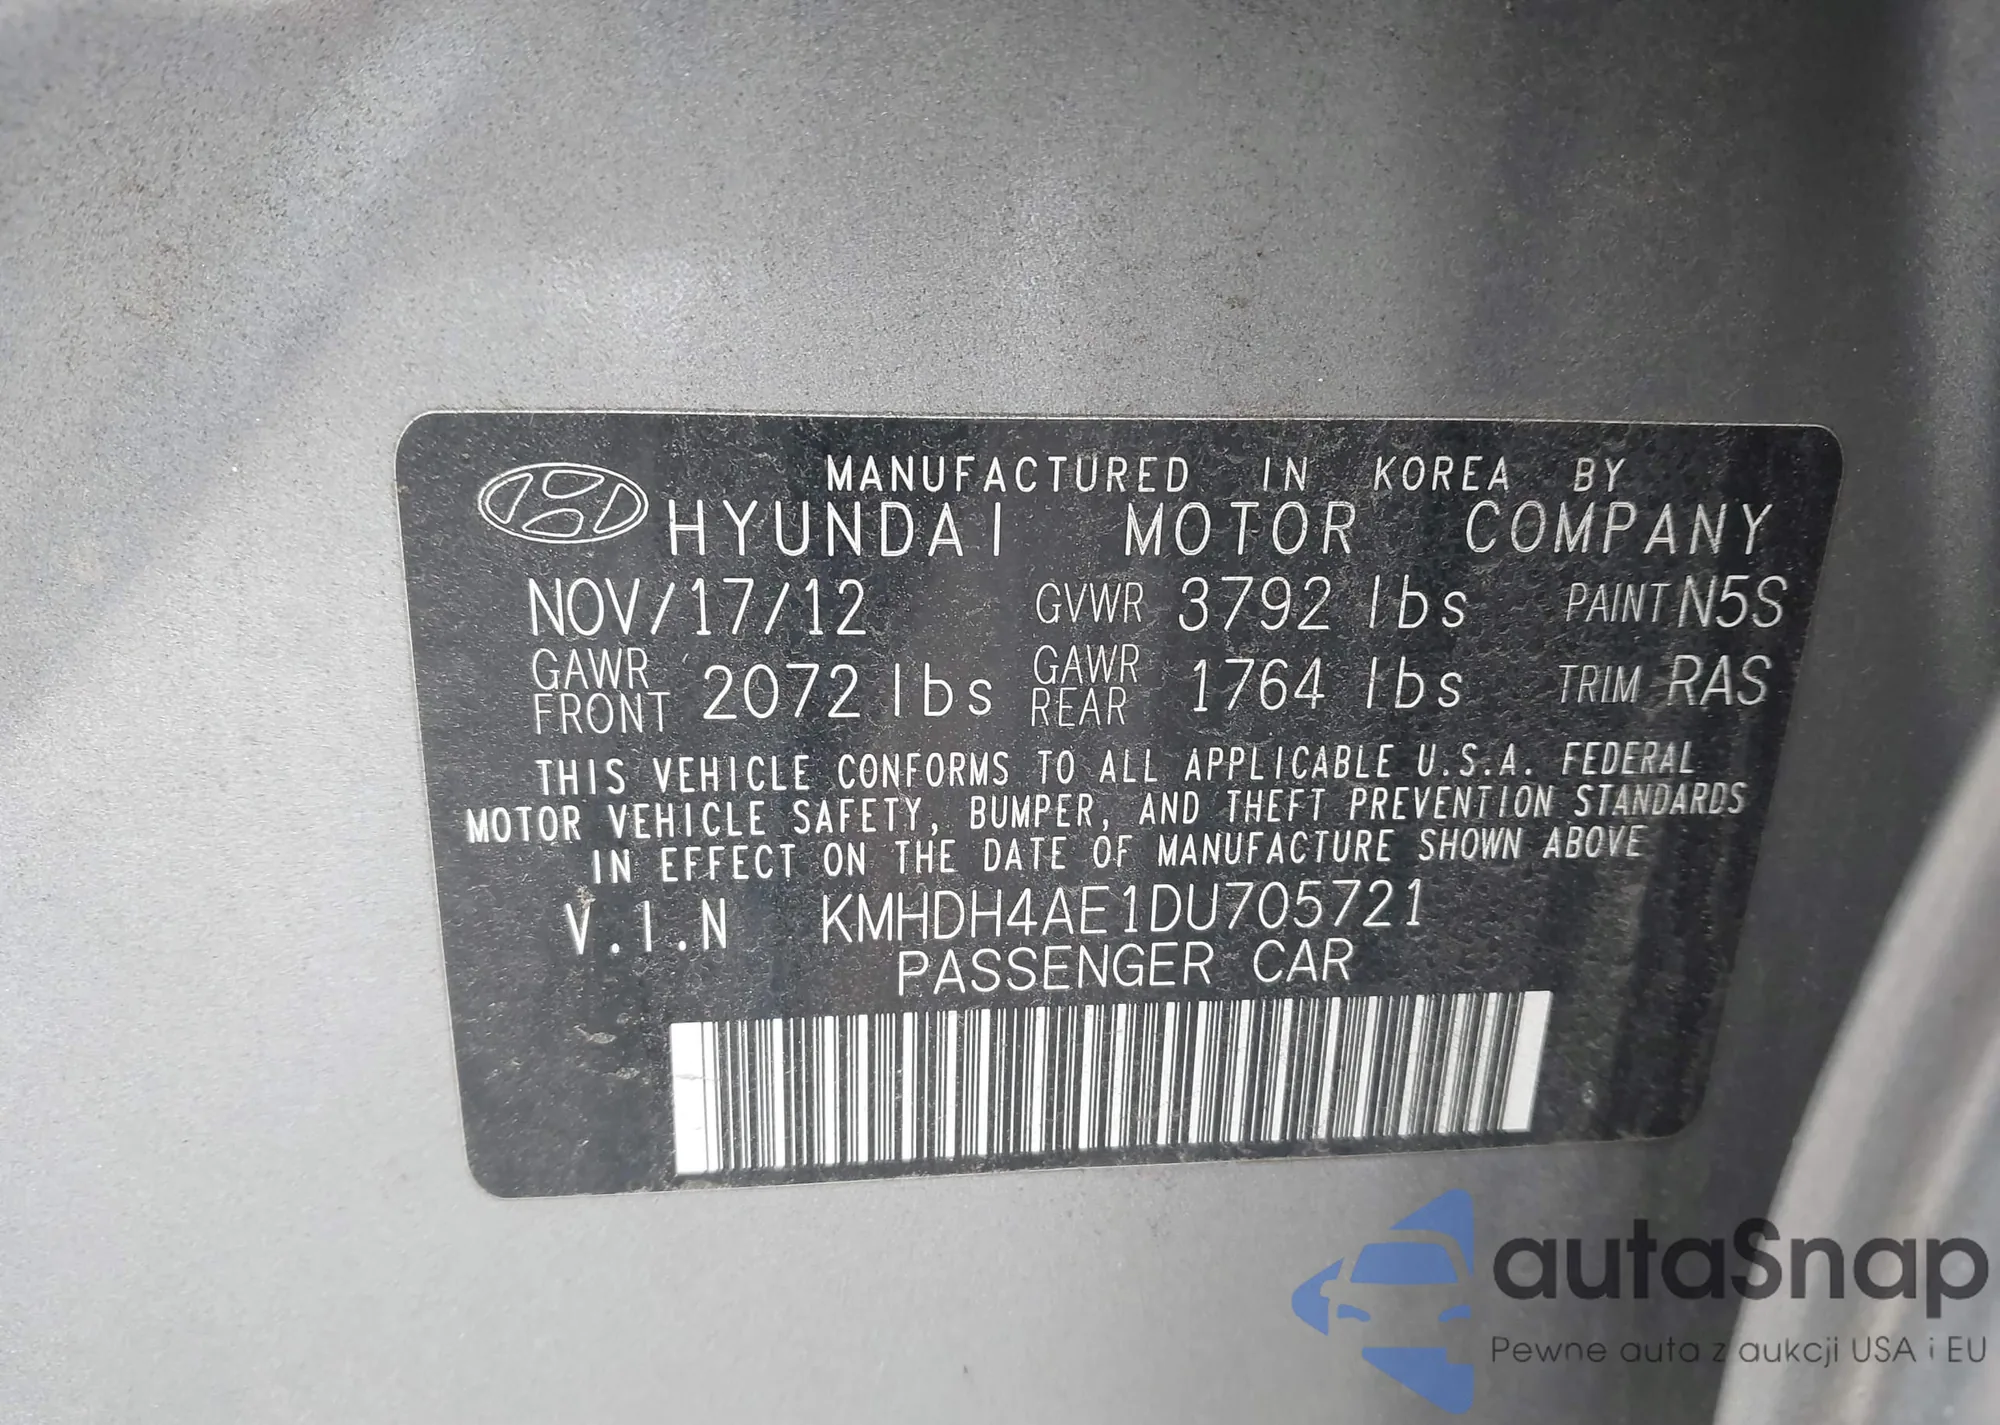 MANUFACTURED IN KOREA BY
HYUNDAI MOTOR COMPANY
NOV/17/12 GVWR 3792 lbs PAINT N5S
GAWR FRONT 2072 lbs GAWR REAR 1764 lbs TRIM RAS
THIS VEHICLE CONFORMS TO ALL APPLICABLE U.S.A. FEDERAL
MOTOR VEHICLE SAFETY, BUMPER, AND THEFT PREVENTION STANDARDS
IN EFFECT ON THE DATE OF MANUFACTURE SHOWN ABOVE
V.I.N KMHDH4AE1DU705721
PASSENGER CAR
autaSnap
Pewne auta z aukcji USA i EU